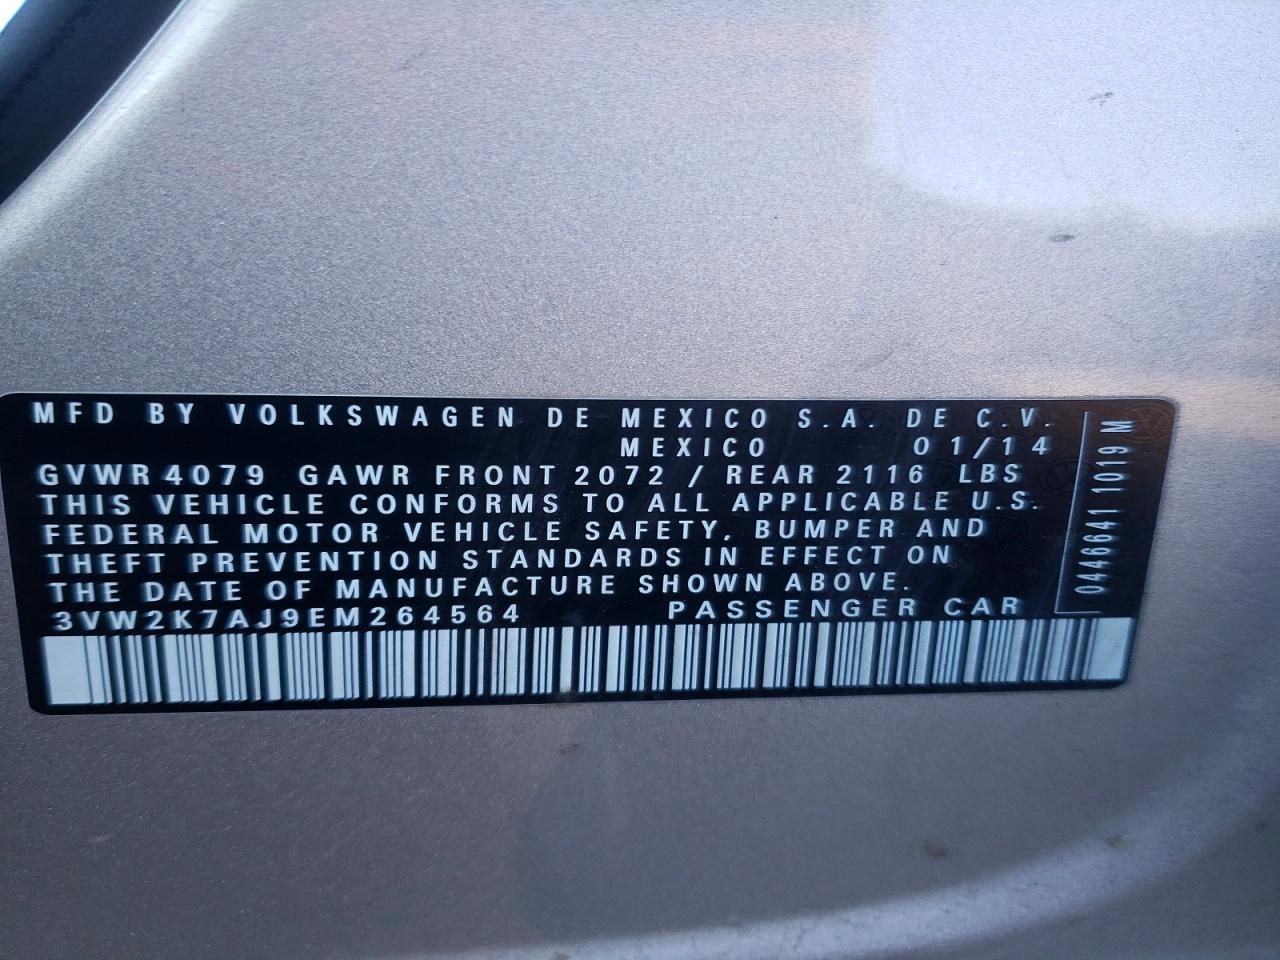 MFD BY VOLKSWAGEN DE MEXICO S.A. DE C.V.
MEXICO 01/14
GVWR 4079 GAWR FRONT 2072 / REAR 2116 LBS
THIS VEHICLE CONFORMS TO ALL APPLICABLE U.S.
FEDERAL MOTOR VEHICLE SAFETY, BUMPER AND
THEFT PREVENTION STANDARDS IN EFFECT ON
THE DATE OF MANUFACTURE SHOWN ABOVE.
3VW2K7AJ9EM264564 PASSENGER CAR
0446641 1019 M